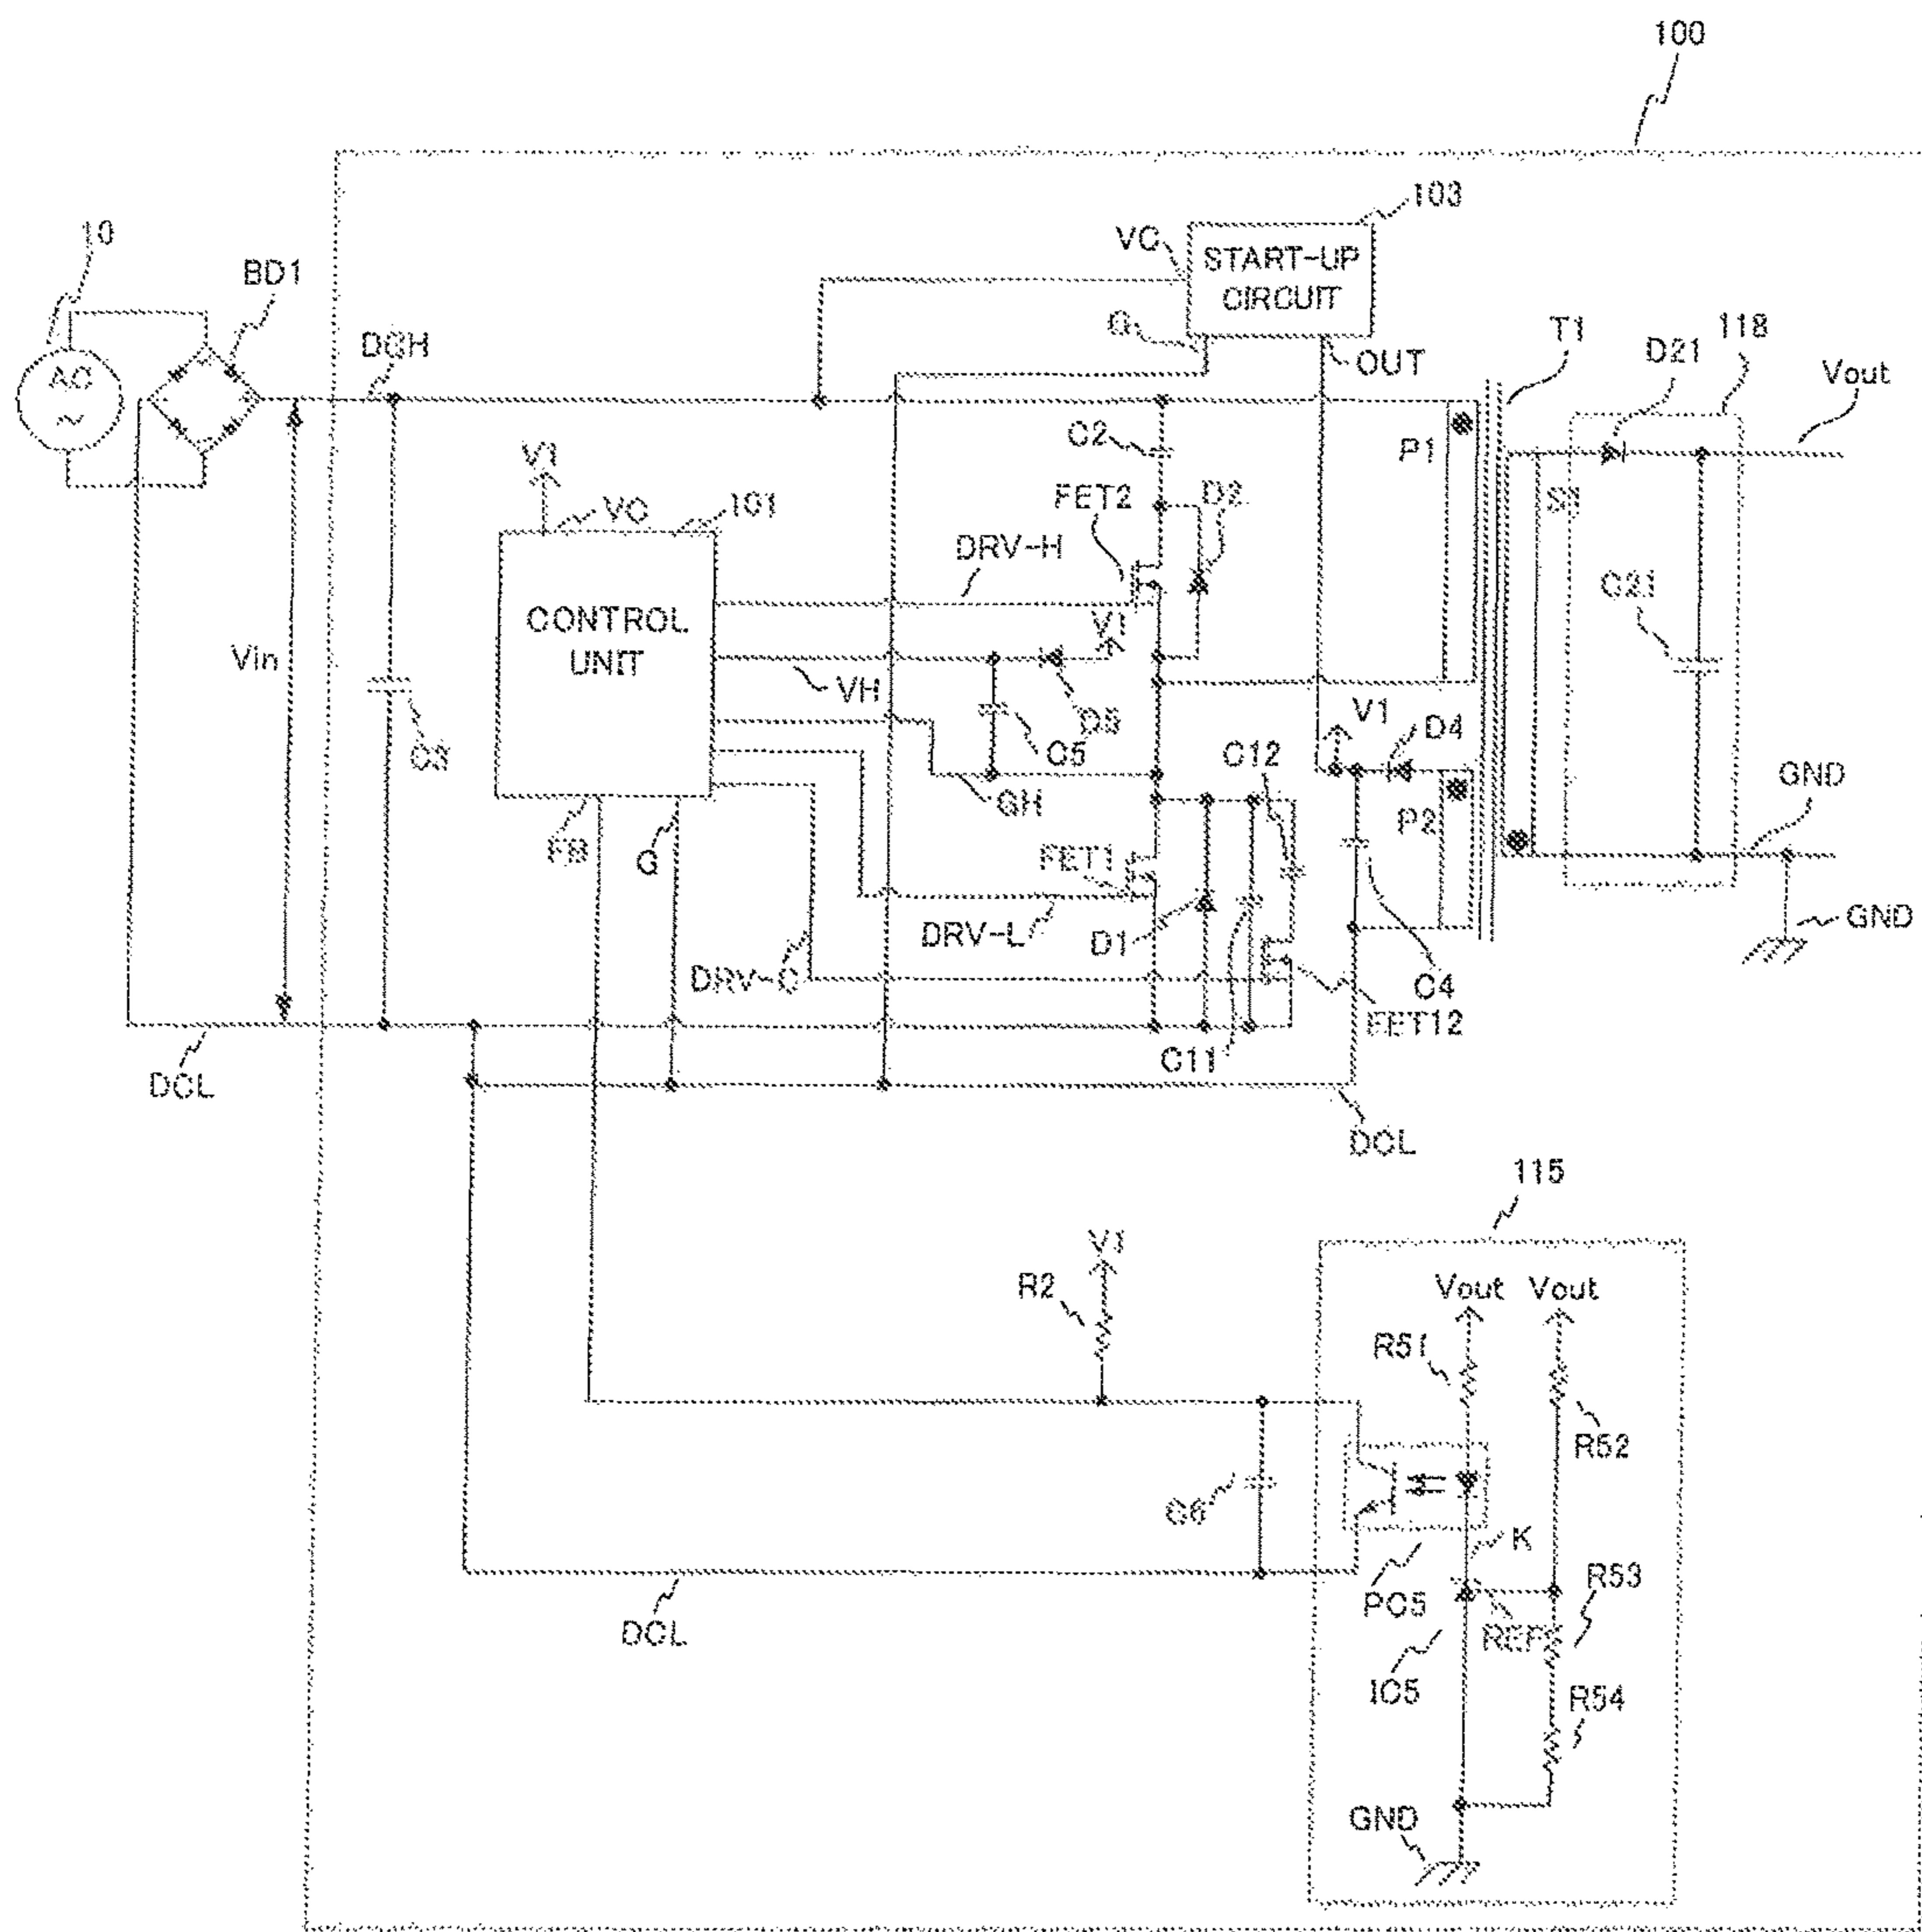 100
103
10
BD1
VC
START-UP
CIRCUIT
T1
118
D21
Vout
AC
~
DCH
G
OUT
C2
P1
S1
V1
VC
101
FET2
D2
DRV-H
C21
CONTROL
UNIT
V1
Vin
VH
V1
D4
C3
C5
D5
C12
GND
GH
P2
FB
G
FET1
DRV-L
D1
GND
DRV-C
C4
FET12
C11
DCL
DCL
115
V1
R2
Vout
Vout
R51
R52
C6
K
PC5
R53
DCL
REF
IC5
R54
GND